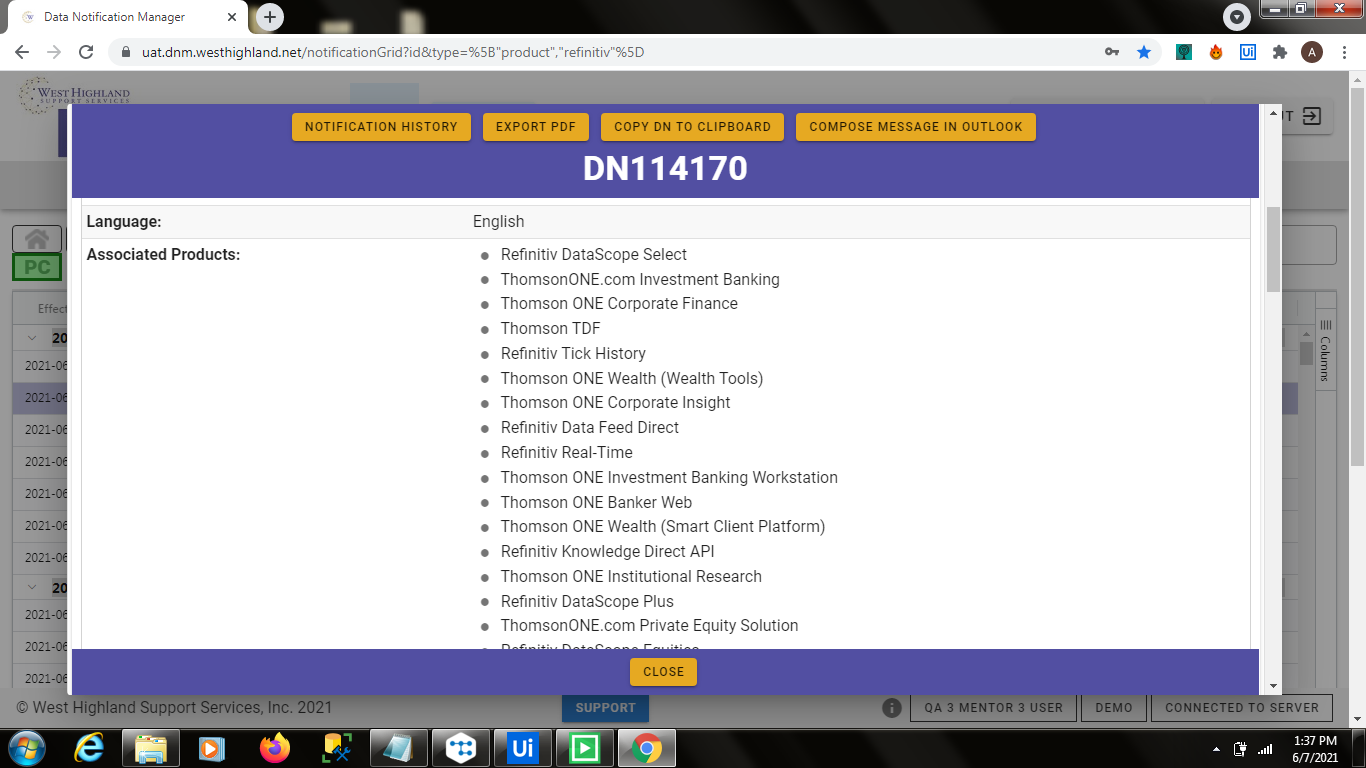 Data Notification Manager
uat.dnm.westhighland.net/notificationGrid?id&type=%5B"product","refinitiv"%5D
A
WEST HIGHLAND
SUPPORT SERVICES
NOTIFICATION HISTORY
EXPORT PDF
COPY DN TO CLIPBOARD
COMPOSE MESSAGE IN OUTLOOK
DN114170
Language: English
Associated Products:
Refinitiv DataScope Select
ThomsonONE.com Investment Banking
Thomson ONE Corporate Finance
Thomson TDF
Refinitiv Tick History
Thomson ONE Wealth (Wealth Tools)
Thomson ONE Corporate Insight
Refinitiv Data Feed Direct
Refinitiv Real-Time
Thomson ONE Investment Banking Workstation
Thomson ONE Banker Web
Thomson ONE Wealth (Smart Client Platform)
Refinitiv Knowledge Direct API
Thomson ONE Institutional Research
Refinitiv DataScope Plus
ThomsonONE.com Private Equity Solution
Refinitiv DataScope Equities
PC
Effect
20
2021-06
2021-06
2021-06
2021-06
2021-06
2021-06
2021-06
20
2021-06
2021-06
2021-06
Columns
CLOSE
© West Highland Support Services, Inc. 2021
SUPPORT
QA 3 MENTOR 3 USER
DEMO
CONNECTED TO SERVER
Ui
Ui
1:37 PM
6/7/2021